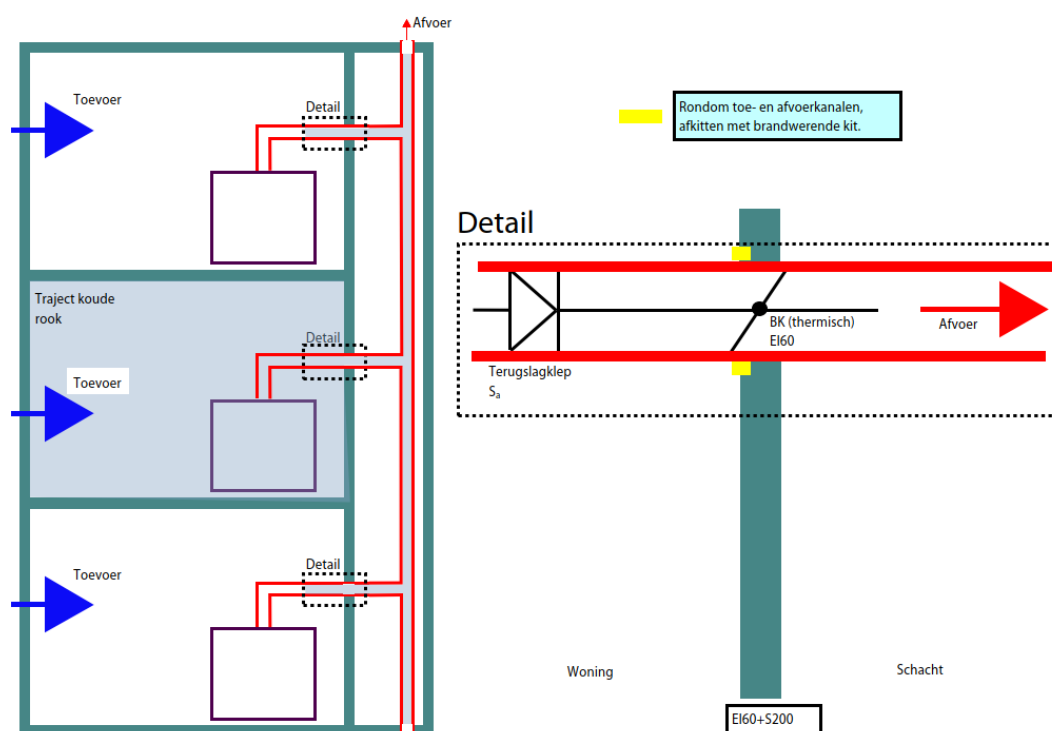 Afvoer
Toevoer
Detail
Traject koude
rook
Detail
Toevoer
Detail
Toevoer
Rondom toe- en afvoerkanalen,
afkitten met brandwerende kit.
Detail
BK (thermisch)
EI60
Afvoer
Terugslagklep
Sa
Woning
Schacht
EI60+S200